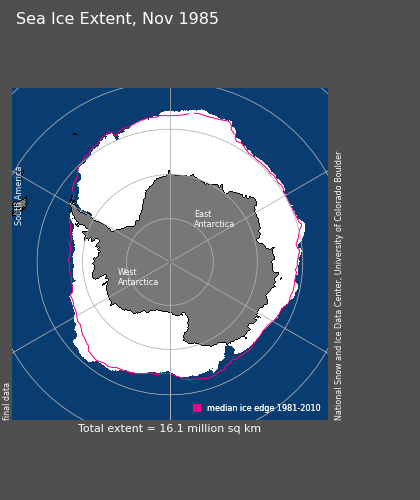 Sea Ice Extent, Nov 1985
South America
East
Antarctica
West
Antarctica
National Snow and Ice Data Center, University of Colorado Boulder
final data
median ice edge 1981-2010
Total extent = 16.1 million sq km